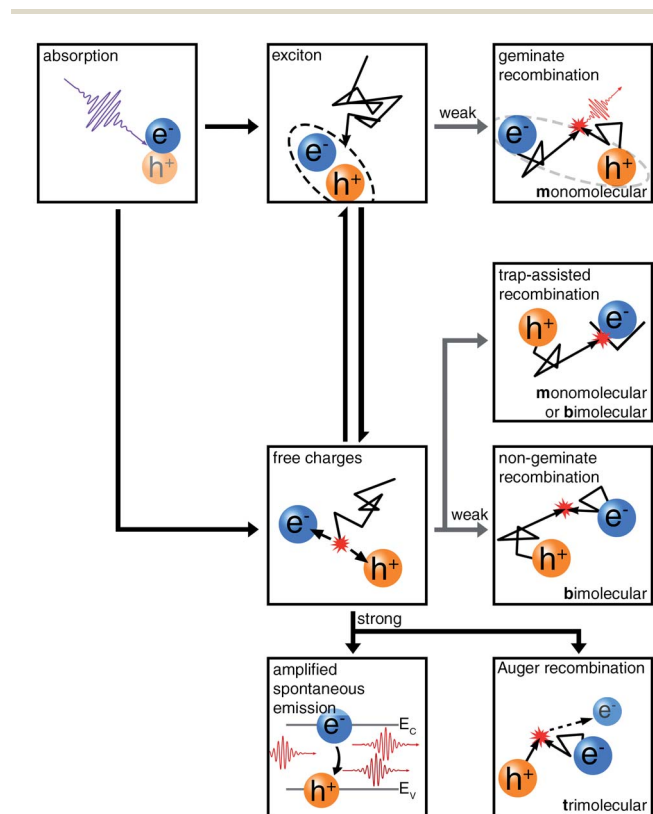 absorption
e-
h+
exciton
e-
h+
weak
geminate
recombination
e-
h+
monomolecular
trap-assisted
recombination
h+
e-
monomolecular
or bimolecular
free charges
e-
h+
weak
non-geminate
recombination
e-
h+
bimolecular
strong
amplified
spontaneous
emission
e-
EC
h+
EV
Auger recombination
e-
e-
h+
trimolecular